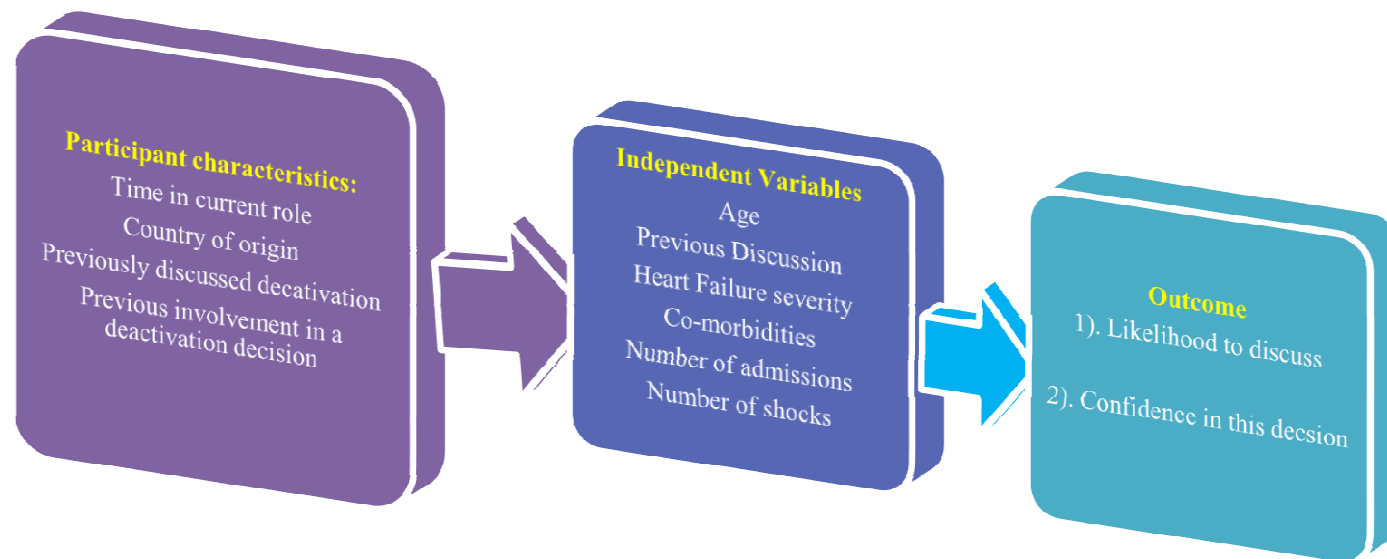 Participant characteristics:
Time in current role
Country of origin
Previously discussed decativation
Previous involvement in a
deactivation decision
Independent Variables
Age
Previous Discussion
Heart Failure severity
Co-morbidities
Number of admissions
Number of shocks
Outcome
1). Likelihood to discuss
2). Confidence in this decsion